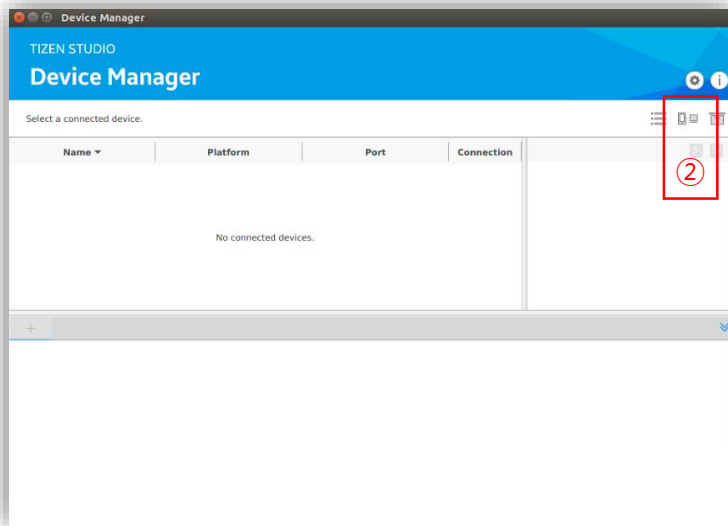 Device Manager
TIZEN STUDIO
Device Manager
Select a connected device.
Name Platform Port Connection
②
No connected devices.
+